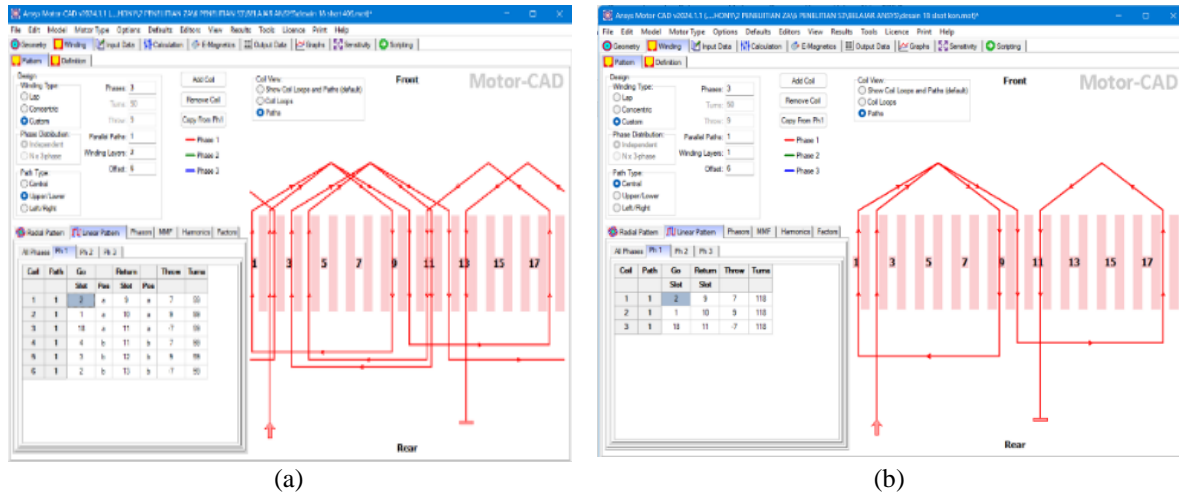 Ansys Motor-CAD v2024.1.1
File Edit Model Motor Type Options Defaults Editors View Results Tools Licence Print Help
Geometry Winding Input Data Calculation E-Magnetics Output Data Graphs Sensitivity Scripting
Pattern Definition
Design
Winding Type:
Lap
Concentric
Custom
Phase Distribution:
Independent
N x 3-phase
Path Type
Central
Upper/Lower
Left/Right
Phases: 3
Turns: 50
Throw: 9
Parallel Paths: 1
Winding Layers:
Offset: 6
Add Coil
Remove Coil
Copy From Ph1
Phase 1
Phase 2
Phase 3
Coil View:
Show Coil Loops and Paths (default)
Coil Loops
Paths
Front
Motor-CAD
Radial Pattern Linear Pattern Phasors MMF Harmonics Factors
All Phases Ph 1 Ph 2 Ph 3
Coil Path Go Return Throw Turns
Slot Pos Slot Pos
1 1 2 a 9 a 7
2 1 1 a 10 a 9
3 1 18 a 11 a -7
4 1 4 b 11 b 7
5 1 3 b 12 b 9
6 1 2 b 13 b -7
1 3 5 7 9 11 13 15 17
Rear
(a)
Ansys Motor-CAD v2024.1.1
File Edit Model Motor Type Options Defaults Editors View Results Tools Licence Print Help
Geometry Winding Input Data Calculation E-Magnetics Output Data Graphs Sensitivity Scripting
Pattern Definition
Design
Winding Type:
Lap
Concentric
Custom
Phase Distribution:
Independent
N x 3-phase
Path Type
Central
Upper/Lower
Left/Right
Phases: 3
Turns: 50
Throw: 9
Parallel Paths: 1
Winding Layers: 1
Offset: 6
Add Coil
Remove Coil
Copy From Ph1
Phase 1
Phase 2
Phase 3
Coil View:
Show Coil Loops and Paths (default)
Coil Loops
Paths
Front
Motor-CAD
Radial Pattern Linear Pattern Phasors MMF Harmonics Factors
All Phases Ph 1 Ph 2 Ph 3
Coil Path Go Return Throw Turns
Slot Slot
1 1 2 9 7 118
2 1 1 10 9 118
3 1 18 11 -7 118
1 3 5 7 9 11 13 15 17
Rear
(b)